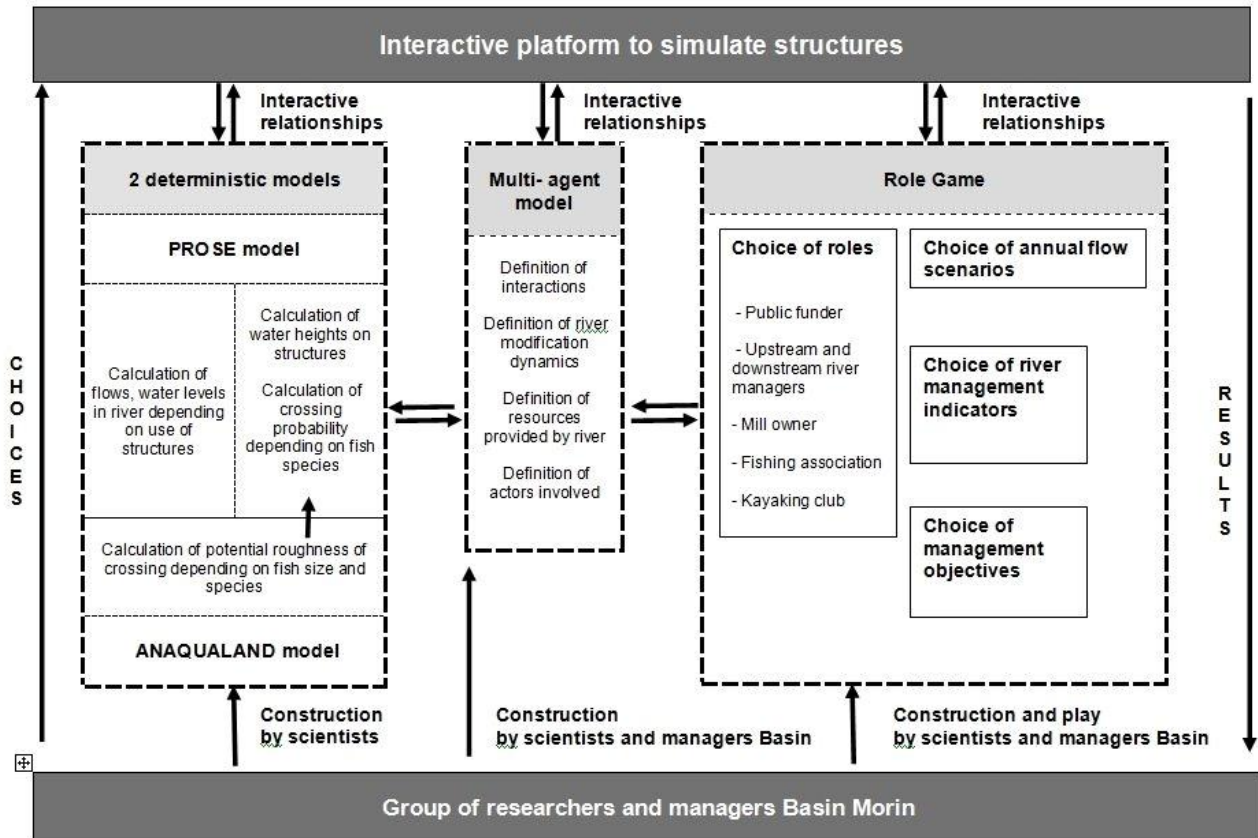 Interactive platform to simulate structures
Interactive
relationships
Interactive
relationships
Interactive
relationships
CHOICES
2 deterministic models
PROSE model
Calculation of
flows, water levels
in river depending
on use of
structures
Calculation of
water heights on
structures
Calculation of
crossing
probability
depending on fish
species
Calculation of potential roughness of
crossing depending on fish size and
species
ANAQUALAND model
Multi- agent
model
Definition of
interactions
Definition of river
modification
dynamics
Definition of
resources
provided by river
Definition of
actors involved
Role Game
Choice of roles
- Public funder
- Upstream and
downstream river
managers
- Mill owner
- Fishing association
- Kayaking club
Choice of annual flow
scenarios
Choice of river
management
indicators
Choice of
management
objectives
RESULTS
Construction
by scientists
Construction
by scientists and managers Basin
Construction and play
by scientists and managers Basin
Group of researchers and managers Basin Morin